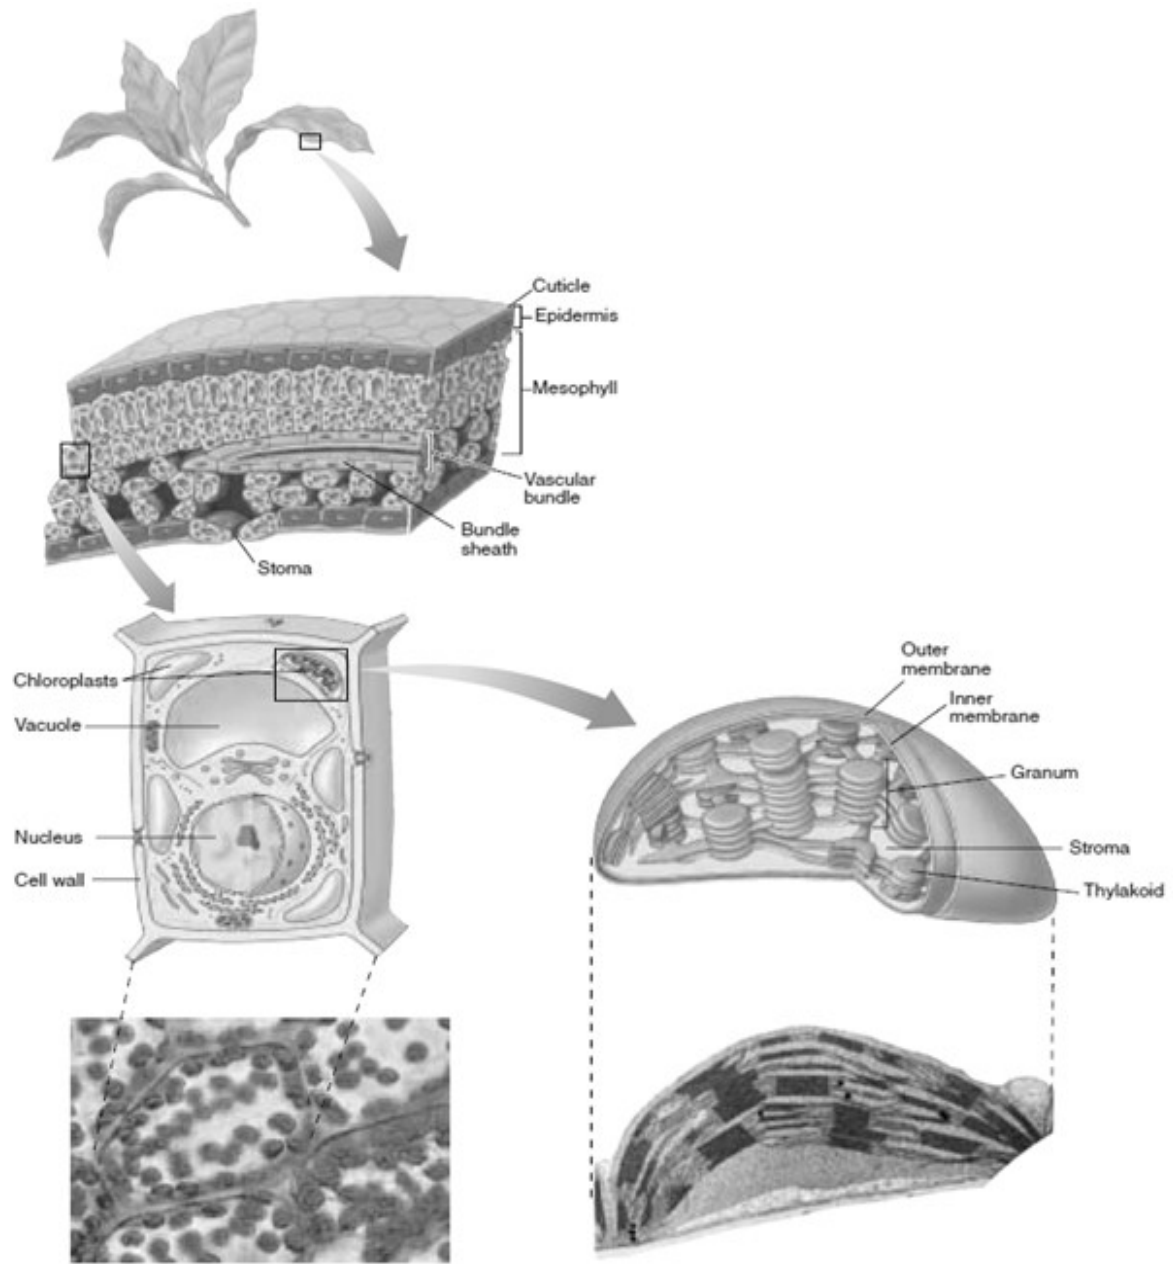 Cuticle
Epidermis
Mesophyll
Vascular
bundle
Bundle
sheath
Stoma
Chloroplasts
Vacuole
Nucleus
Cell wall
Outer
membrane
Inner
membrane
Granum
Stroma
Thylakoid